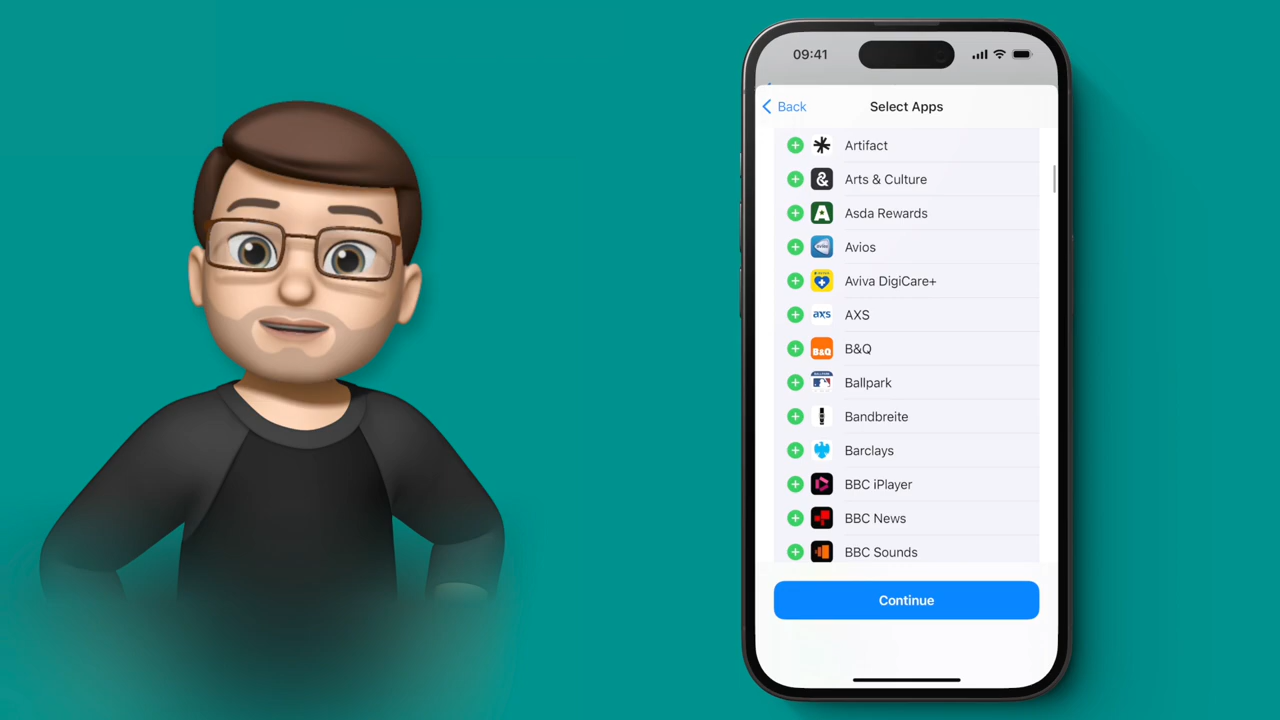 09:41
Back
Select Apps
Artifact
& Arts & Culture
A Asda Rewards
Avios
Aviva DigiCare+
axs AXS
B&Q B&Q
Ballpark
Bandbreite
Barclays
BBC iPlayer
BBC News
BBC Sounds
Continue